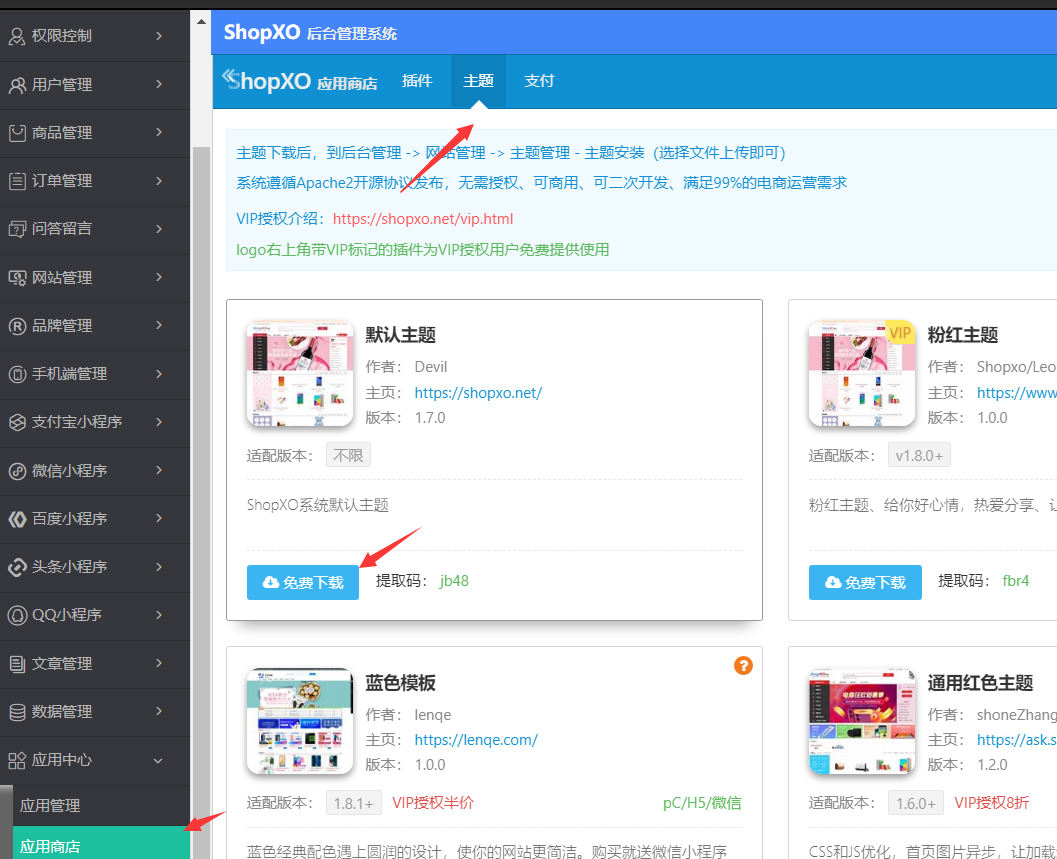 权限控制
用户管理
商品管理
订单管理
问答留言
网站管理
品牌管理
手机端管理
支付宝小程序
微信小程序
百度小程序
头条小程序
QQ小程序
文章管理
数据管理
应用中心
应用管理
应用商店
ShopXO 后台管理系统
ShopXO 应用商店 插件 主题 支付
主题下载后，到后台管理 -> 网站管理 -> 主题管理 - 主题安装（选择文件上传即可）
系统遵循Apache2开源协议发布，无需授权、可商用、可二次开发、满足99%的电商运营需求
VIP授权介绍：https://shopxo.net/vip.html
logo右上角带VIP标记的插件为VIP授权用户免费提供使用
默认主题
作者： Devil
主页： https://shopxo.net/
版本： 1.7.0
适配版本： 不限
ShopXO系统默认主题
免费下载 提取码： jb48
VIP
粉红主题
作者： Shopxo/Leo
主页： https://www
版本： 1.0.0
适配版本： v1.8.0+
粉红主题、给你好心情，热爱分享、让
免费下载 提取码： fbr4
蓝色模板
作者： lenqe
主页： https://lenqe.com/
版本： 1.0.0
适配版本： 1.8.1+ VIP授权半价 pC/H5/微信
蓝色经典配色遇上圆润的设计，使你的网站更简洁。购买就送微信小程序
通用红色主题
作者： shoneZhang
主页： https://ask.s
版本： 1.2.0
适配版本： 1.6.0+ VIP授权8折
CSS和JS优化，首页图片异步，让加载